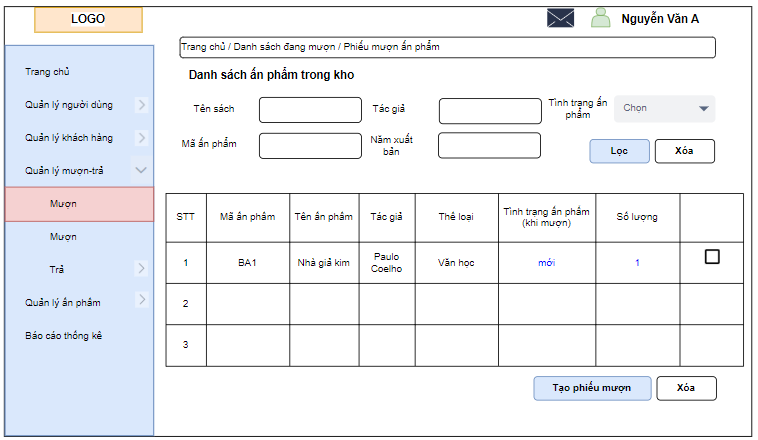 LOGO
Nguyễn Văn A
Trang chủ / Danh sách đang mượn / Phiếu mượn ấn phẩm
Trang chủ
Quản lý người dùng
Quản lý khách hàng
Quản lý mượn-trả
Mượn
Mượn
Trả
Quản lý ấn phẩm
Báo cáo thống kê
Danh sách ấn phẩm trong kho
Tên sách
Tác giả
Tình trạng ấn
phẩm
Chọn
Mã ấn phẩm
Năm xuất
bản
Lọc
Xóa
STT
Mã ấn phẩm
Tên ấn phẩm
Tác giả
Thể loại
Tình trạng ấn phẩm
(khi mượn)
Số lượng
1
BA1
Nhà giả kim
Paulo
Coelho
Văn học
mới
1
2
3
Tạo phiếu mượn
Xóa